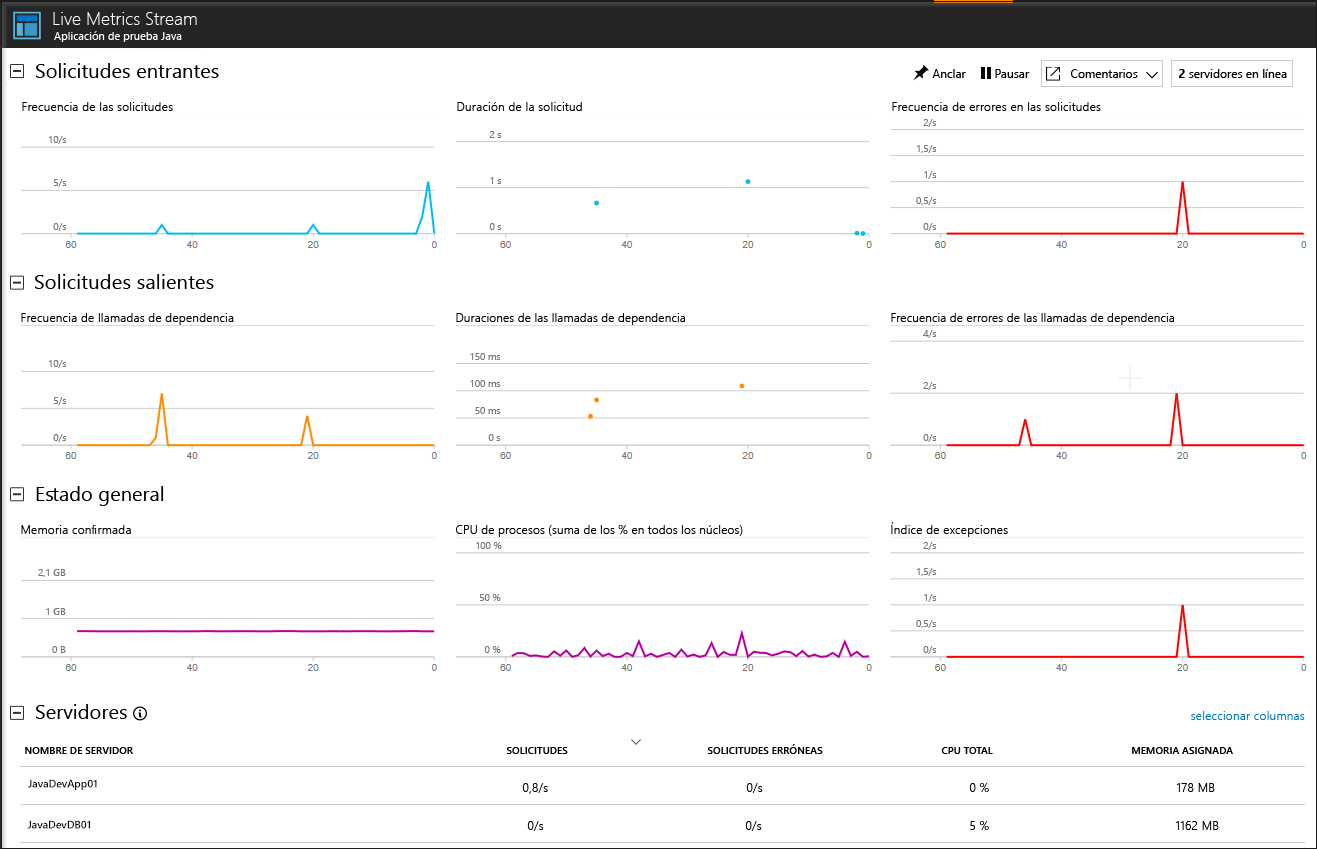 Live Metrics Stream
Aplicación de prueba Java
Solicitudes entrantes
Anclar
Pausar
Comentarios
2 servidores en línea
Frecuencia de las solicitudes
10/s
5/s
0/s
60 40 20 0
Duración de la solicitud
2 s
1 s
0 s
60 40 20 0
Frecuencia de errores en las solicitudes
2/s
1,5/s
1/s
0,5/s
0/s
60 40 20 0
Solicitudes salientes
Frecuencia de llamadas de dependencia
10/s
5/s
0/s
60 40 20 0
Duraciones de las llamadas de dependencia
150 ms
100 ms
50 ms
0 s
60 40 20 0
Frecuencia de errores de las llamadas de dependencia
4/s
2/s
0/s
60 40 20 0
Estado general
Memoria confirmada
2,1 GB
1 GB
0 B
60 40 20 0
CPU de procesos (suma de los % en todos los núcleos)
100 %
50 %
0 %
60 40 20 0
Índice de excepciones
2/s
1,5/s
1/s
0,5/s
0/s
60 40 20 0
Servidores
seleccionar columnas
NOMBRE DE SERVIDOR SOLICITUDES SOLICITUDES ERRÓNEAS CPU TOTAL MEMORIA ASIGNADA
JavaDevApp01 0,8/s 0/s 0 % 178 MB
JavaDevDB01 0/s 0/s 5 % 1162 MB